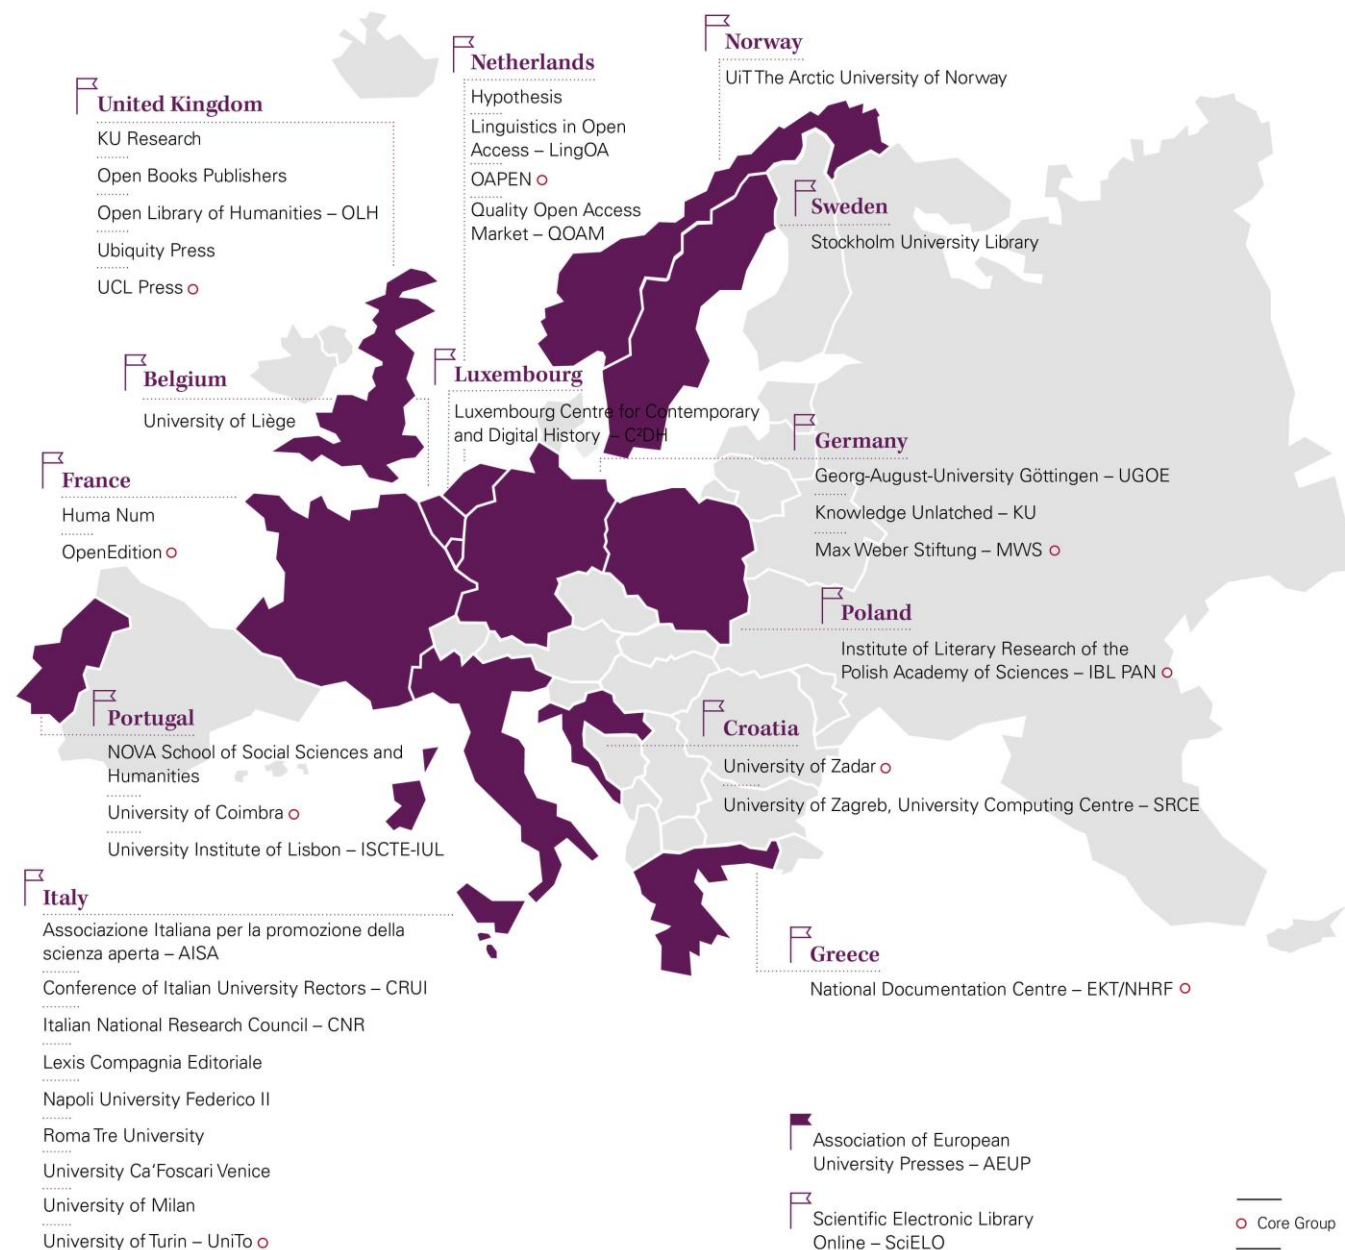 Norway
UiT The Arctic University of Norway
Netherlands
Hypothesis
Linguistics in Open
Access – LingOA
OAPEN
Quality Open Access
Market – QOAM
United Kingdom
KU Research
Open Books Publishers
Open Library of Humanities – OLH
Ubiquity Press
UCL Press
Sweden
Stockholm University Library
Belgium
University of Liège
Luxembourg
Luxembourg Centre for Contemporary
and Digital History – C²DH
Germany
Georg-August-University Göttingen – UGOE
Knowledge Unlatched – KU
Max Weber Stiftung – MWS
France
Huma Num
OpenEdition
Poland
Institute of Literary Research of the
Polish Academy of Sciences – IBL PAN
Portugal
NOVA School of Social Sciences and
Humanities
University of Coimbra
University Institute of Lisbon – ISCTE-IUL
Croatia
University of Zadar
University of Zagreb, University Computing Centre – SRCE
Italy
Associazione Italiana per la promozione della
scienza aperta – AISA
Conference of Italian University Rectors – CRUI
Italian National Research Council – CNR
Lexis Compagnia Editoriale
Napoli University Federico II
Roma Tre University
University Ca'Foscari Venice
University of Milan
University of Turin – UniTo
Greece
National Documentation Centre – EKT/NHRF
Association of European
University Presses – AEUP
Scientific Electronic Library
Online – SciELO
Core Group